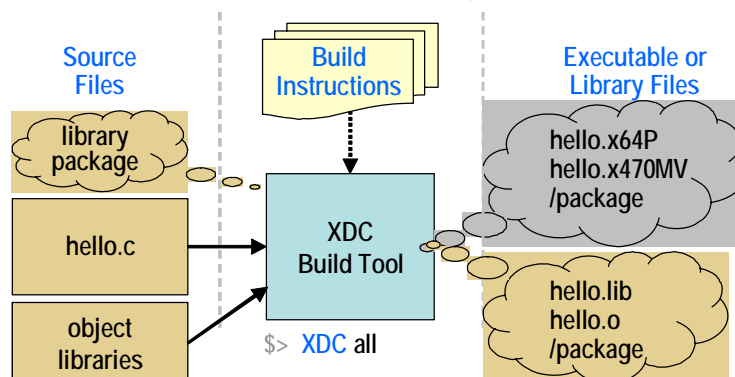 Source
Files
library
package
hello.c
object
libraries
Build
Instructions
XDC
Build Tool
$> XDC all
Executable or
Library Files
hello.x64P
hello.x470MV
/package
hello.lib
hello.o
/package